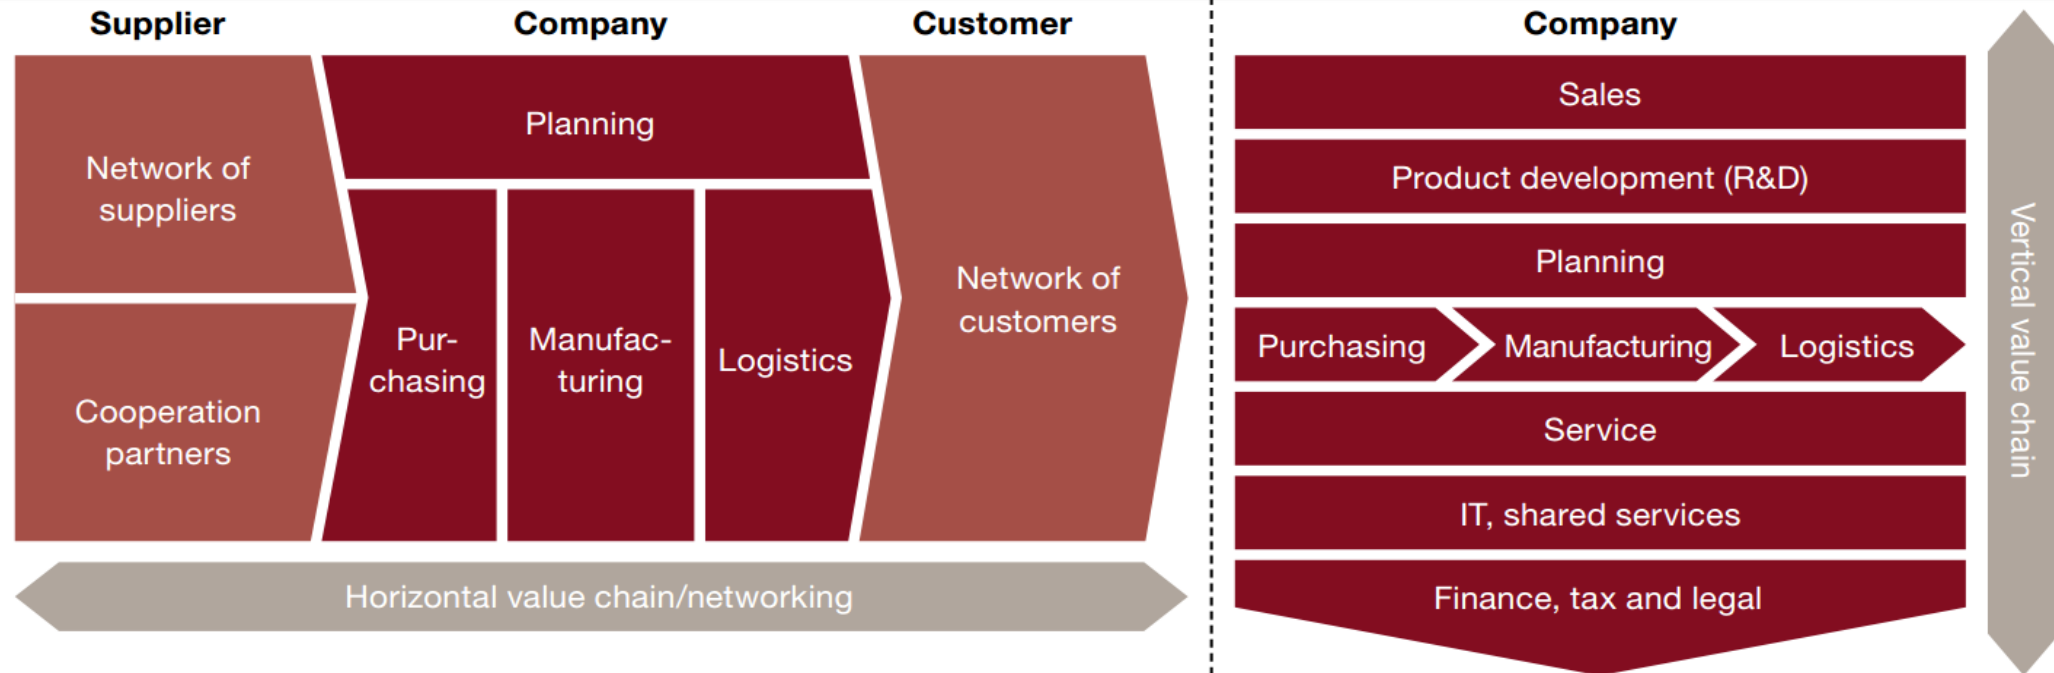 Supplier
Company
Customer
Network of
suppliers
Cooperation
partners
Planning
Pur-
chasing
Manufac-
turing
Logistics
Network of
customers
Horizontal value chain/networking
Company
Sales
Product development (R&D)
Planning
Purchasing
Manufacturing
Logistics
Service
IT, shared services
Finance, tax and legal
Vertical value chain